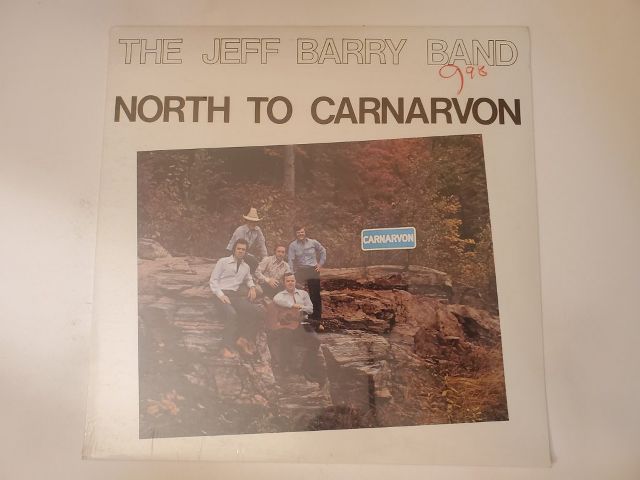 THE JEFF BARRY BAND
998
NORTH TO CARNARVON
CARNARVON